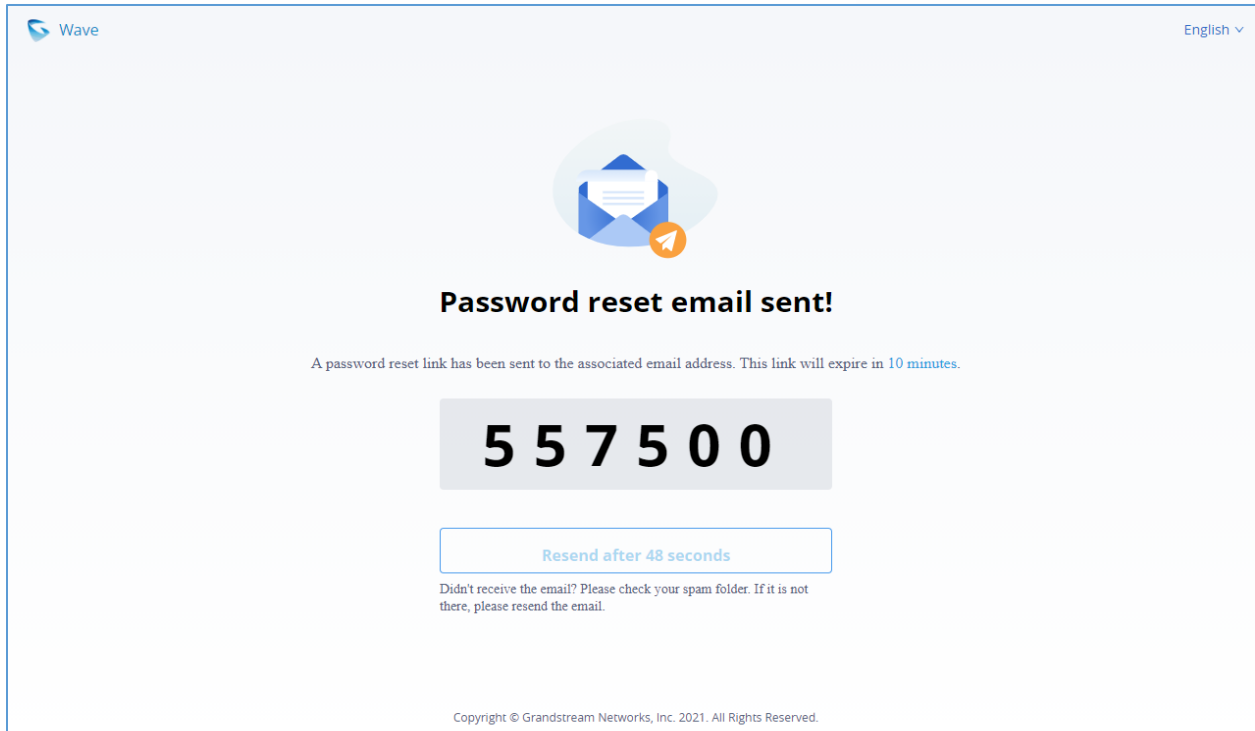 Wave
English
Password reset email sent!
A password reset link has been sent to the associated email address. This link will expire in 10 minutes.
5 5 7 5 0 0
Resend after 48 seconds
Didn't receive the email? Please check your spam folder. If it is not
there, please resend the email.
Copyright © Grandstream Networks, Inc. 2021. All Rights Reserved.